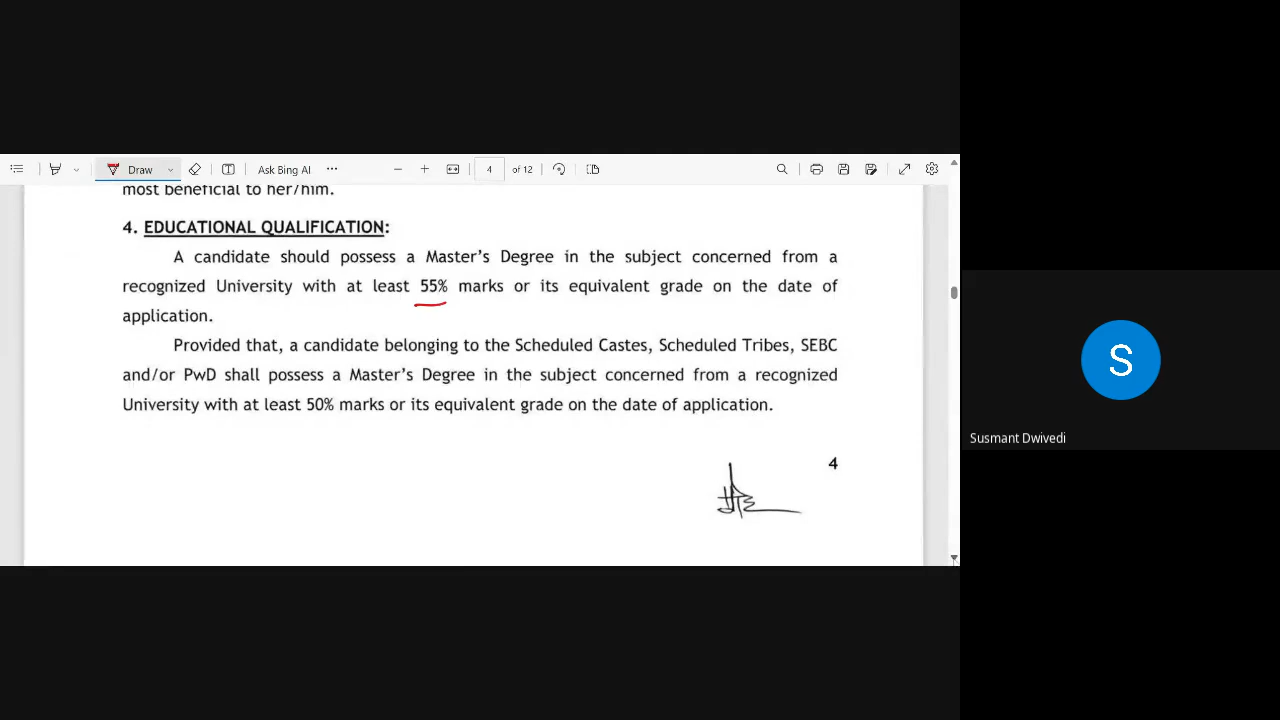 Draw
Ask Bing AI
4
of 12
most beneficial to her/him.
4. EDUCATIONAL QUALIFICATION:
A candidate should possess a Master’s Degree in the subject concerned from a
recognized University with at least 55% marks or its equivalent grade on the date of
application.
Provided that, a candidate belonging to the Scheduled Castes, Scheduled Tribes, SEBC
and/or PwD shall possess a Master’s Degree in the subject concerned from a recognized
University with at least 50% marks or its equivalent grade on the date of application.
4
S
Susmant Dwivedi